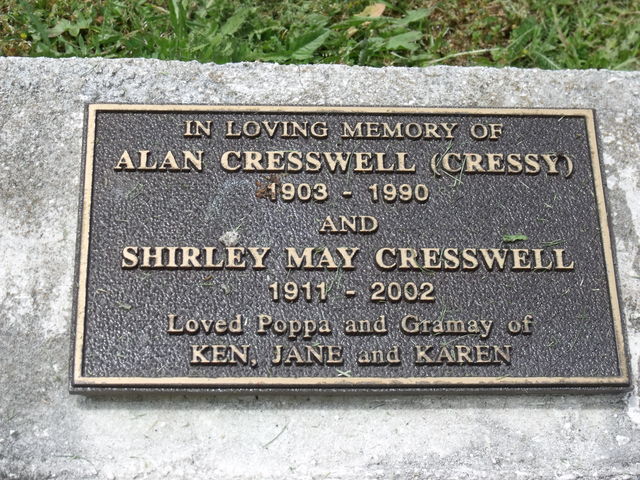 IN LOVING MEMORY OF
ALAN CRESSWELL (CRESSY)
1903 - 1990
AND
SHIRLEY MAY CRESSWELL
1911 - 2002
Loved Poppa and Gramay of
KEN, JANE and KAREN